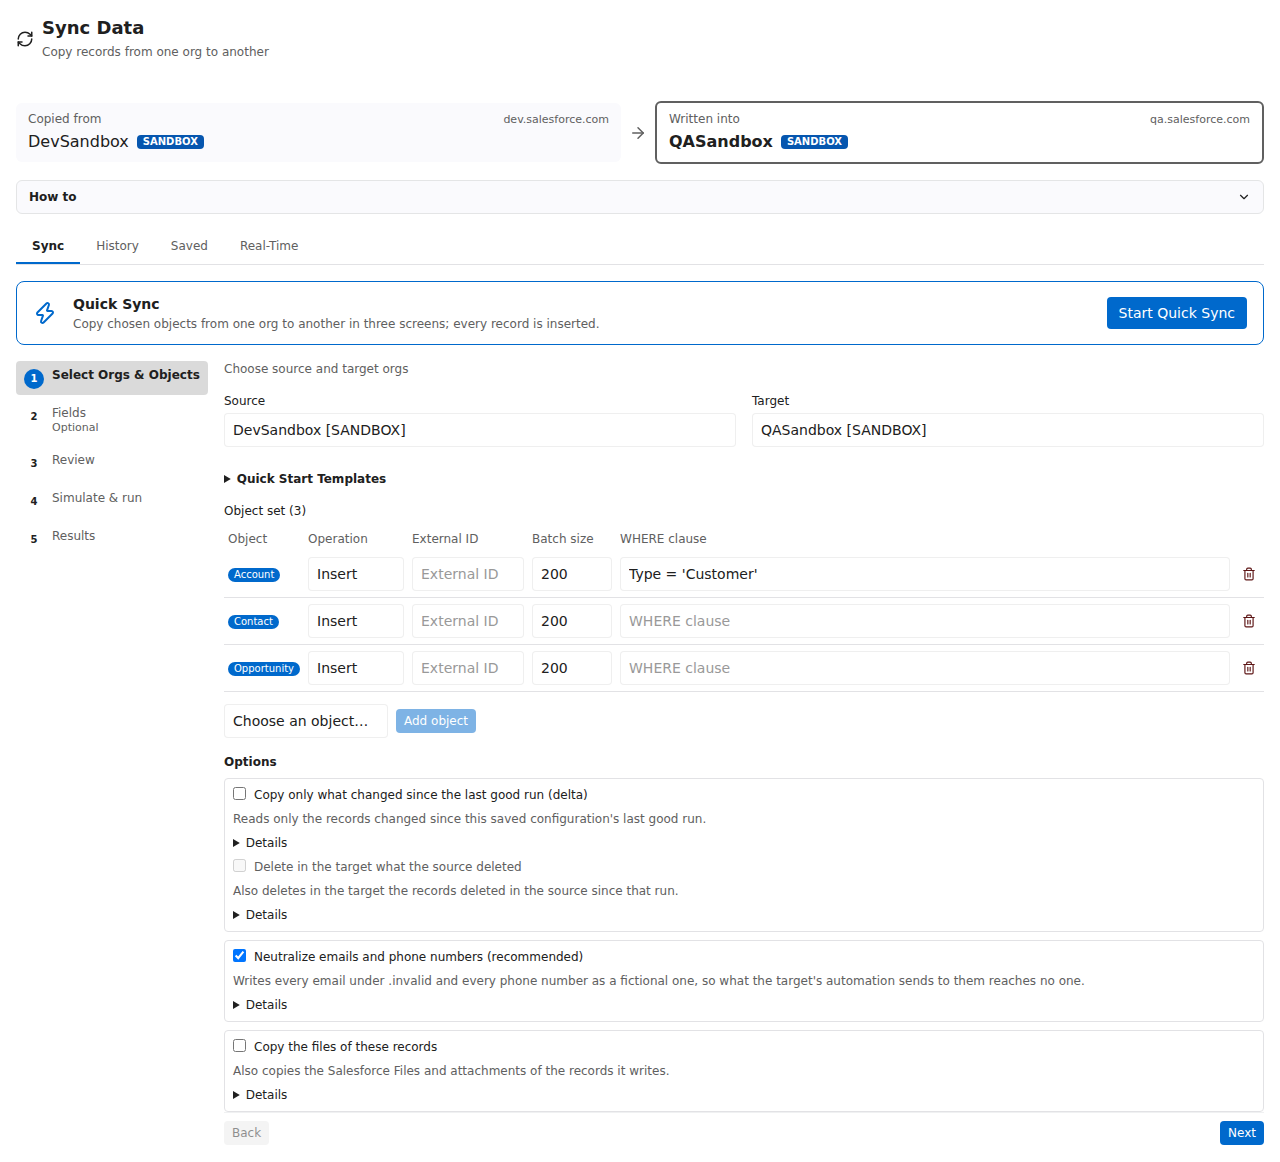 Sync Data
Copy records from one org to another
Copied from
dev.salesforce.com
DevSandbox SANDBOX
Written into
qa.salesforce.com
QASandbox SANDBOX
How to
Sync History Saved Real-Time
Quick Sync
Copy chosen objects from one org to another in three screens; every record is inserted.
Start Quick Sync
1 Select Orgs & Objects
2 Fields
Optional
3 Review
4 Simulate & run
5 Results
Choose source and target orgs
Source
DevSandbox [SANDBOX]
Target
QASandbox [SANDBOX]
Quick Start Templates
Object set (3)
Object Operation External ID Batch size WHERE clause
Account Insert External ID 200 Type = 'Customer'
Contact Insert External ID 200 WHERE clause
Opportunity Insert External ID 200 WHERE clause
Choose an object... Add object
Options
Copy only what changed since the last good run (delta)
Reads only the records changed since this saved configuration's last good run.
Details
Delete in the target what the source deleted
Also deletes in the target the records deleted in the source since that run.
Details
Neutralize emails and phone numbers (recommended)
Writes every email under .invalid and every phone number as a fictional one, so what the target's automation sends to them reaches no one.
Details
Copy the files of these records
Also copies the Salesforce Files and attachments of the records it writes.
Details
Back Next